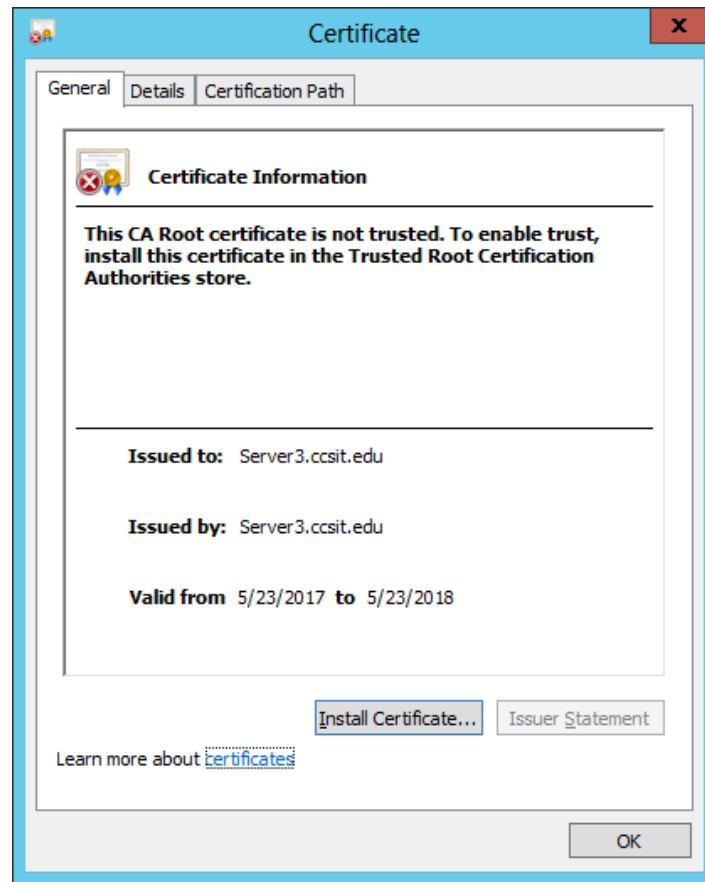 Certificate
x
General Details Certification Path
Certificate Information
This CA Root certificate is not trusted. To enable trust,
install this certificate in the Trusted Root Certification
Authorities store.
Issued to: Server3.ccsit.edu
Issued by: Server3.ccsit.edu
Valid from 5/23/2017 to 5/23/2018
Install Certificate... Issuer Statement
Learn more about certificates
OK